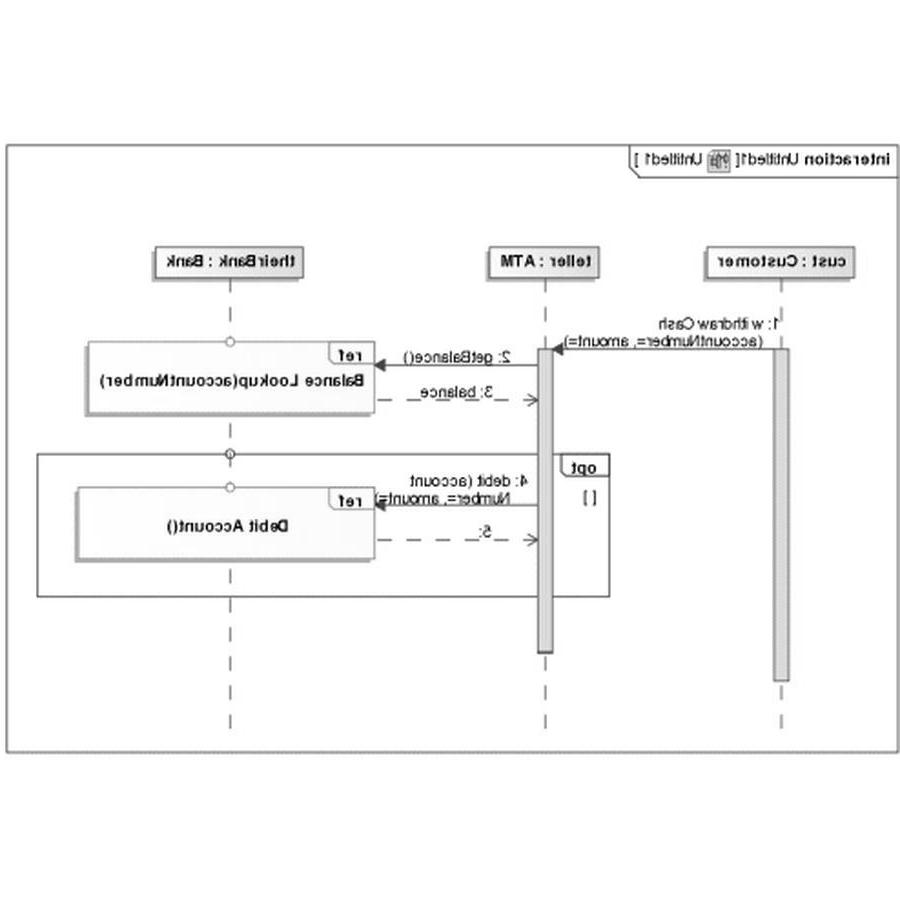 interaction Untitled1[ Untitled1 ]
cust : Customer
teller : ATM
theirBank : Bank
1: withdrawCash
(accountNumber=, amount=)
2: getBalance()
ref
Balance Lookup(accountNumber)
3: balance
opt
[ ]
4: debit (account
Number=, amount=)
ref
Debit Account()
5: